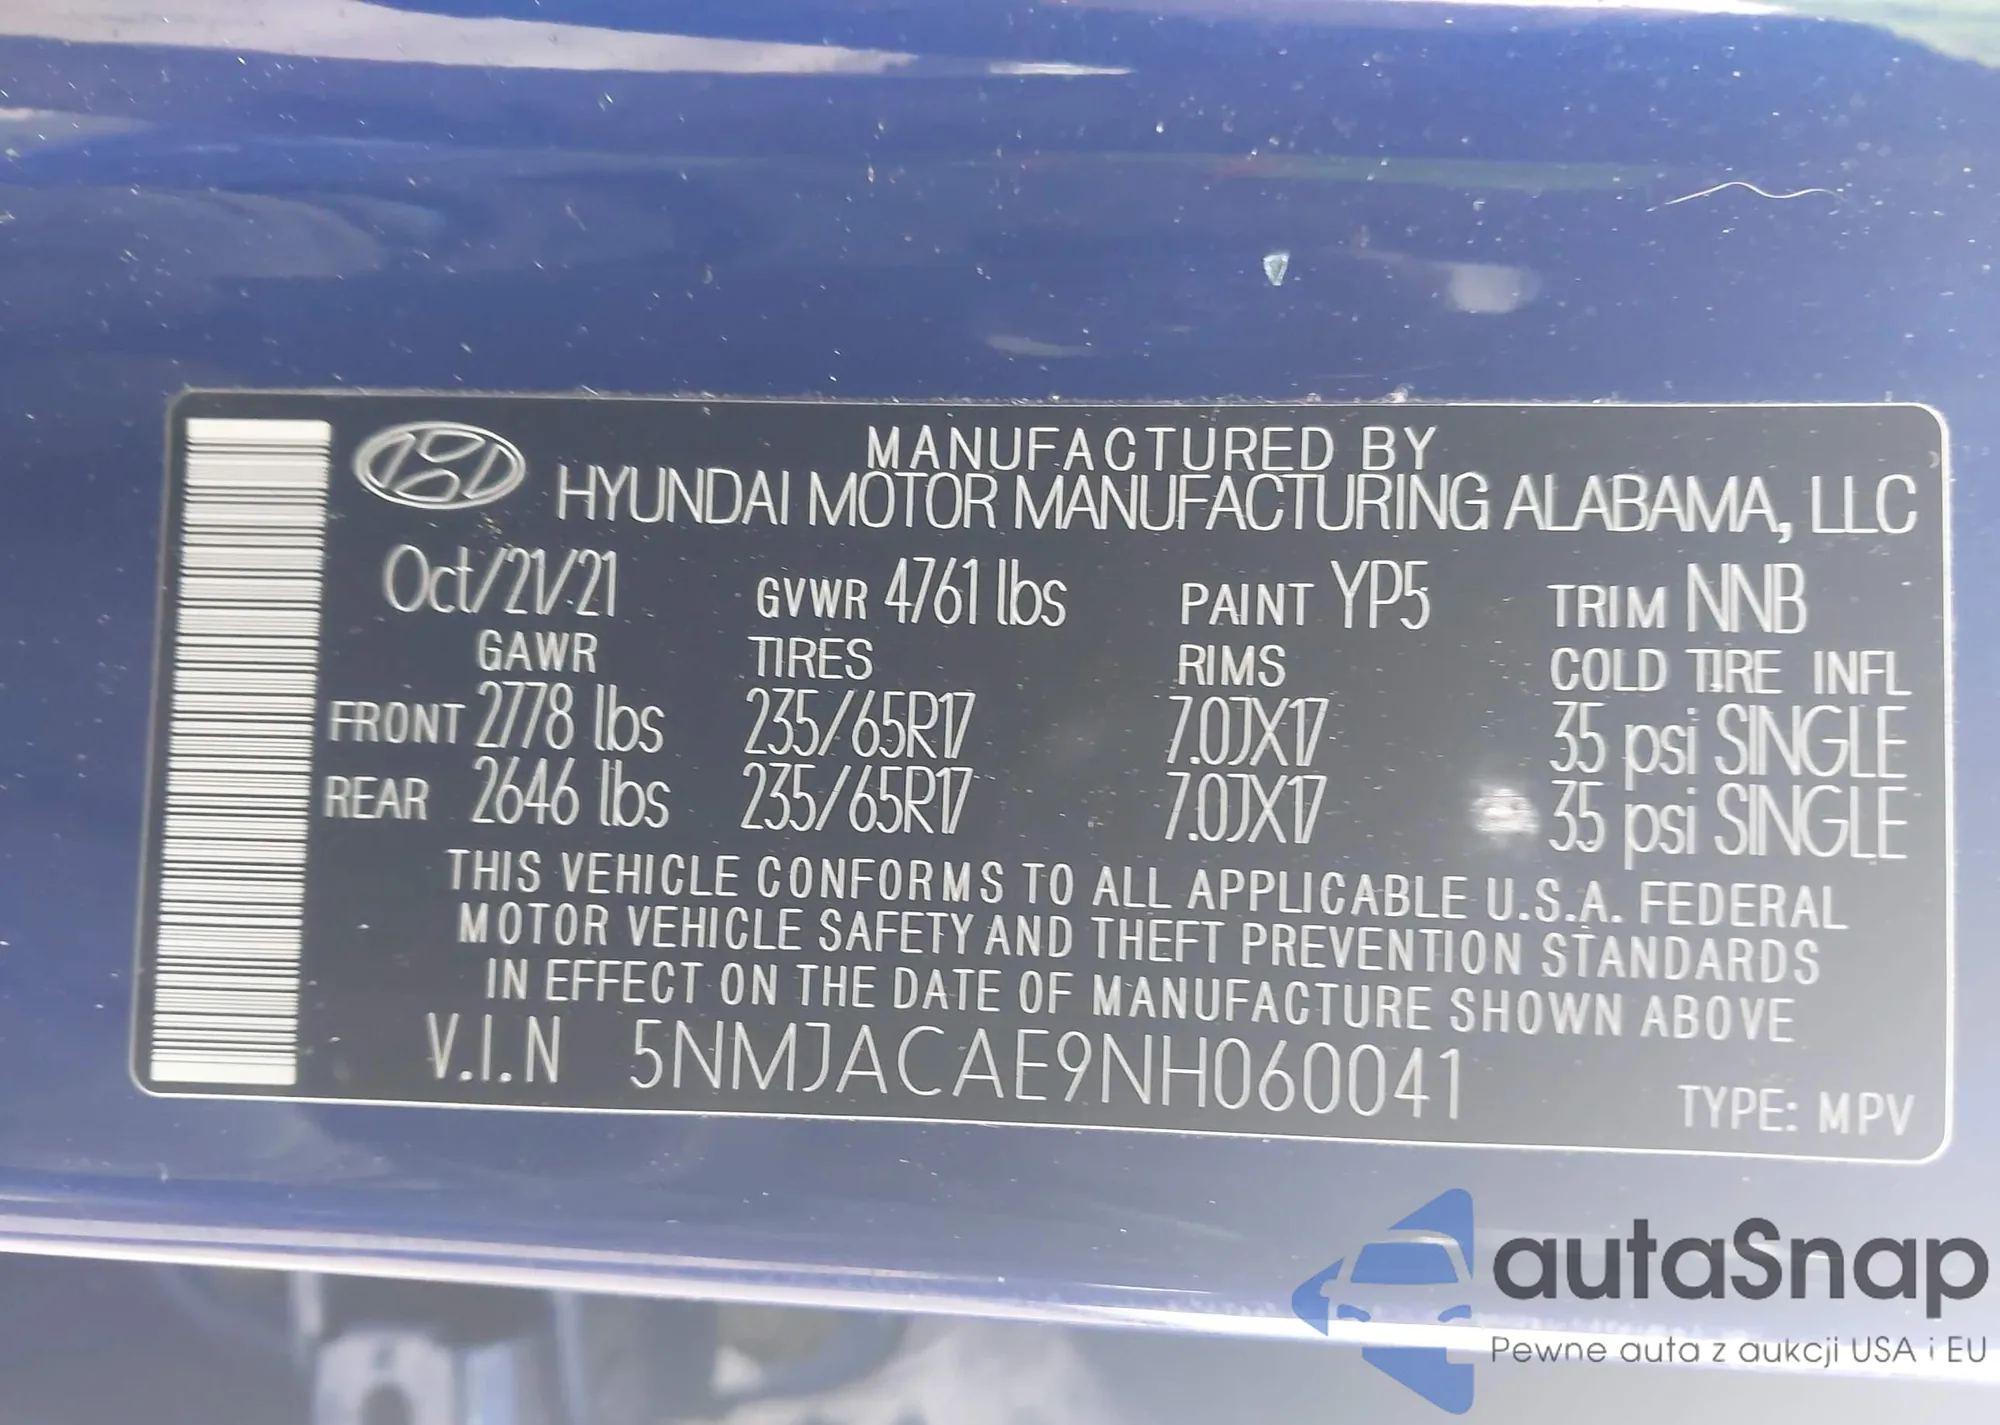 MANUFACTURED BY
HYUNDAI MOTOR MANUFACTURING ALABAMA, LLC
Oct/21/21 GVWR 4761 lbs PAINT YP5 TRIM NNB
GAWR TIRES RIMS COLD TIRE INFL
FRONT 2778 lbs 235/65R17 7.0JX17 35 psi SINGLE
REAR 2646 lbs 235/65R17 7.0JX17 35 psi SINGLE
THIS VEHICLE CONFORMS TO ALL APPLICABLE U.S.A. FEDERAL
MOTOR VEHICLE SAFETY AND THEFT PREVENTION STANDARDS
IN EFFECT ON THE DATE OF MANUFACTURE SHOWN ABOVE
V.I.N 5NMJACAE9NH060041
TYPE: MPV
autaSnap
Pewne auta z aukcji USA i EU